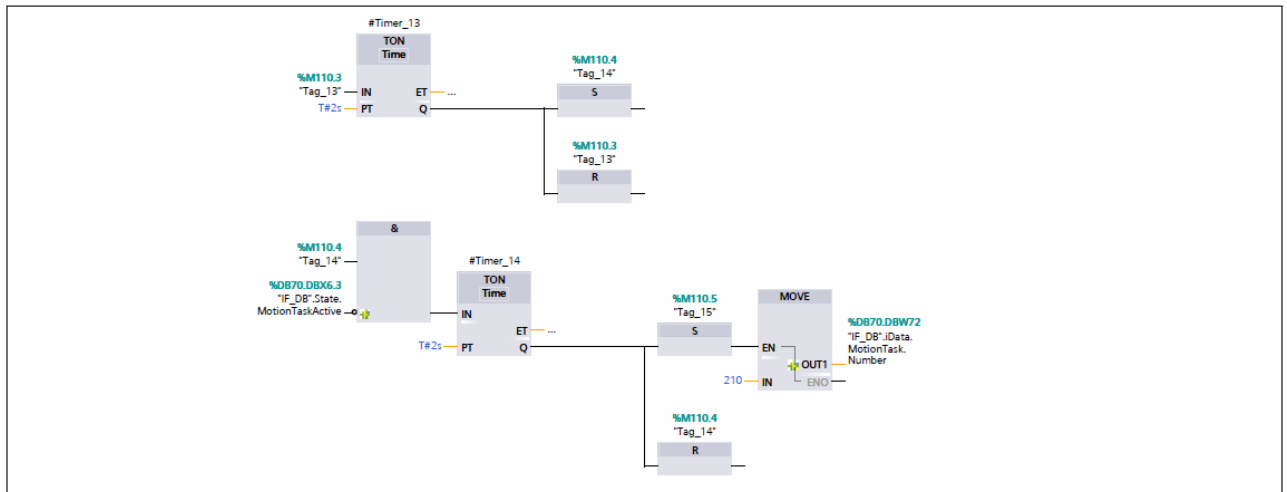 #Timer_13
TON
Time
%M110.3
"Tag_13"
IN
ET
...
T#2s
PT
Q
%M110.4
"Tag_14"
S
%M110.3
"Tag_13"
R
&
%M110.4
"Tag_14"
%DB70.DBX6.3
"IF_DB".State.
MotionTaskActive
#Timer_14
TON
Time
IN
ET
...
T#2s
PT
Q
%M110.5
"Tag_15"
S
MOVE
EN
OUT1
210
IN
ENO
%DB70.DBW72
"IF_DB".iData.
MotionTask.
Number
%M110.4
"Tag_14"
R